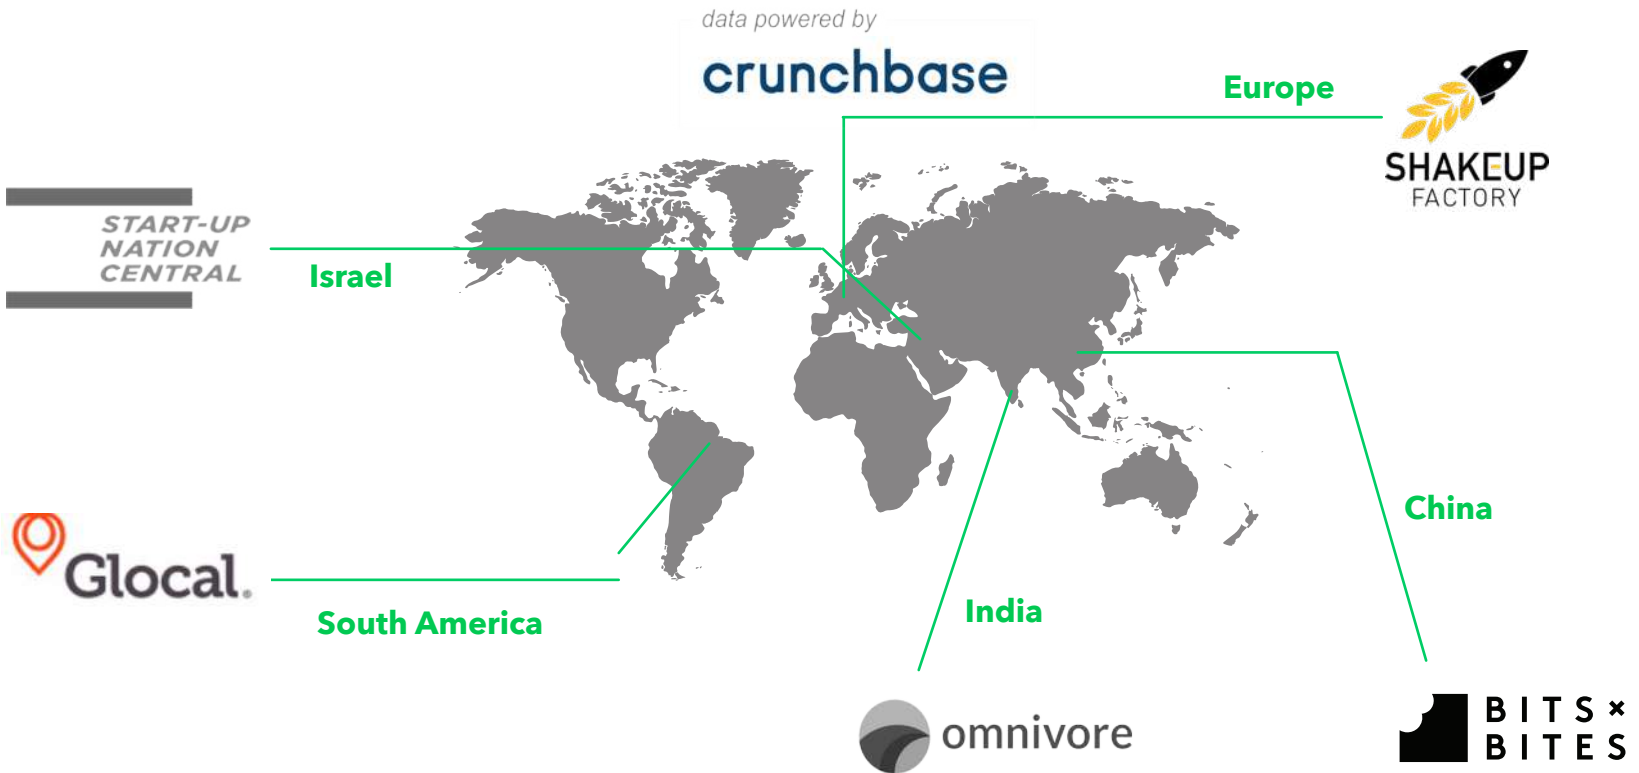 data powered by
crunchbase
Europe
SHAKEUP
FACTORY
START-UP
NATION
CENTRAL
Israel
Glocal.
South America
India
China
omnivore
BITS ×
BITES